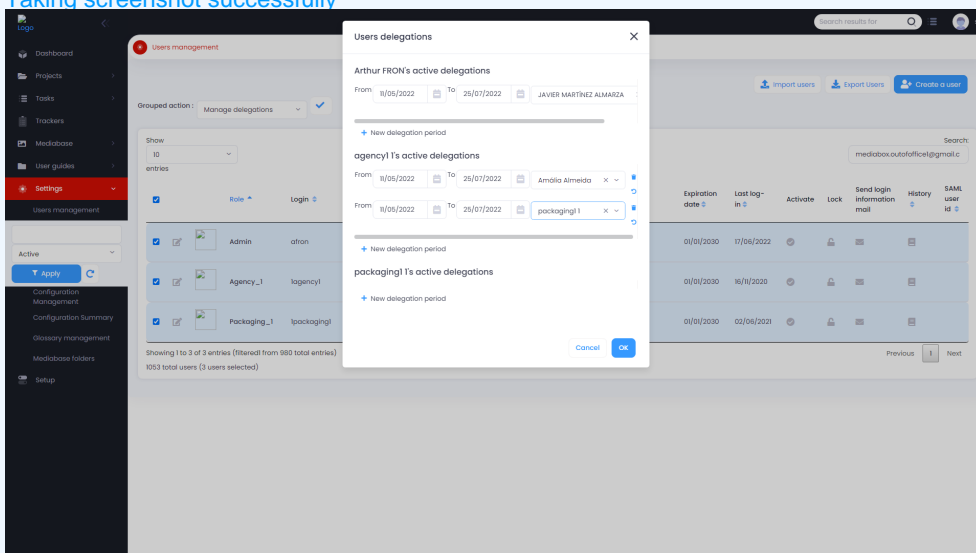 Taking screenshot successfully
Logo
Search results for
Users delegations
Dashboard
Users management
Projects
Arthur FRON's active delegations
Import users
Export Users
Create a user
From 11/05/2022 To 25/07/2022 JAVIER MARTÍNEZ ALMARZA
Tasks
Grouped action :
Manage delegations
Trackers
+ New delegation period
Mediabase
Show
Search:
10
agency1 1's active delegations
mediabox.outofoffice1@gmail.c
User guides
entries
Settings
From 11/05/2022 To 25/07/2022 Amália Almeida
Role
Login
Expiration date
Last log-in
Activate
Lock
Send login information mail
History
SAML user id
Users management
From 11/05/2022 To 25/07/2022 packaging1 1
Admin
afron
01/01/2030
17/06/2022
+ New delegation period
Active
Apply
packaging1 1's active delegations
Agency_1
1agency1
01/01/2030
16/11/2020
Configuration
Management
+ New delegation period
Configuration Summary
Packaging_1
1packaging1
01/01/2030
02/06/2021
Glossary management
Cancel
OK
Showing 1 to 3 of 3 entries (filtered1 from 980 total entries)
Previous
1
Next
Mediabase folders
1053 total users (3 users selected)
Setup